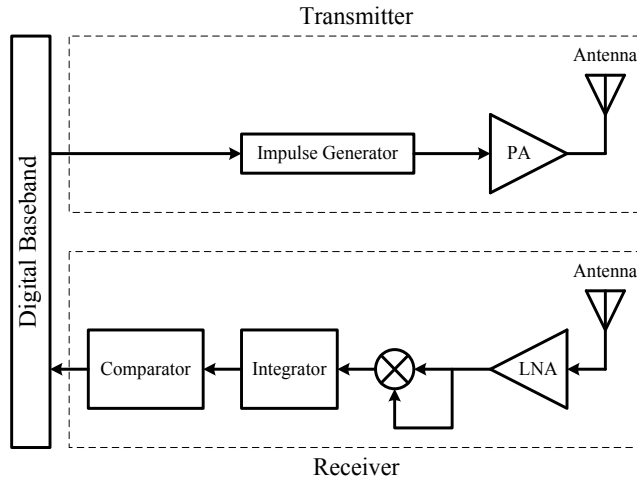 Transmitter
Antenna
Impulse Generator
PA
Digital Baseband
Antenna
Comparator
Integrator
LNA
Receiver